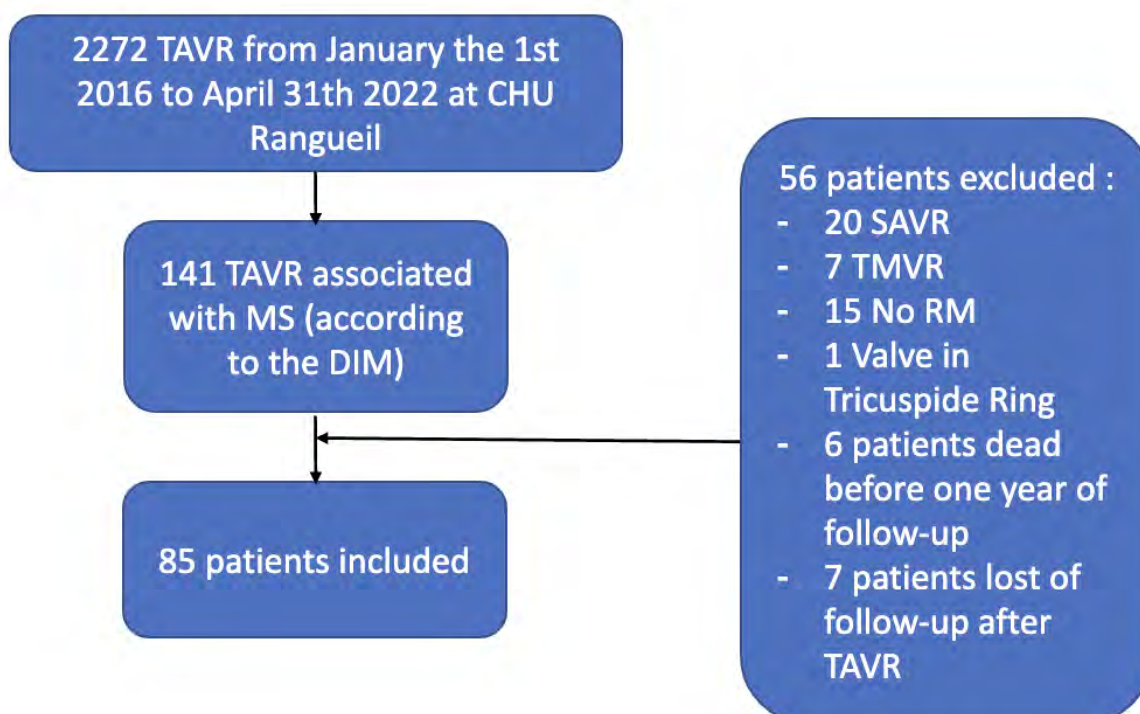 2272 TAVR from January the 1st
2016 to April 31th 2022 at CHU
Rangueil
141 TAVR associated
with MS (according
to the DIM)
56 patients excluded :
- 20 SAVR
- 7 TMVR
- 15 No RM
- 1 Valve in
Tricuspide Ring
- 6 patients dead
before one year of
follow-up
- 7 patients lost of
follow-up after
TAVR
85 patients included